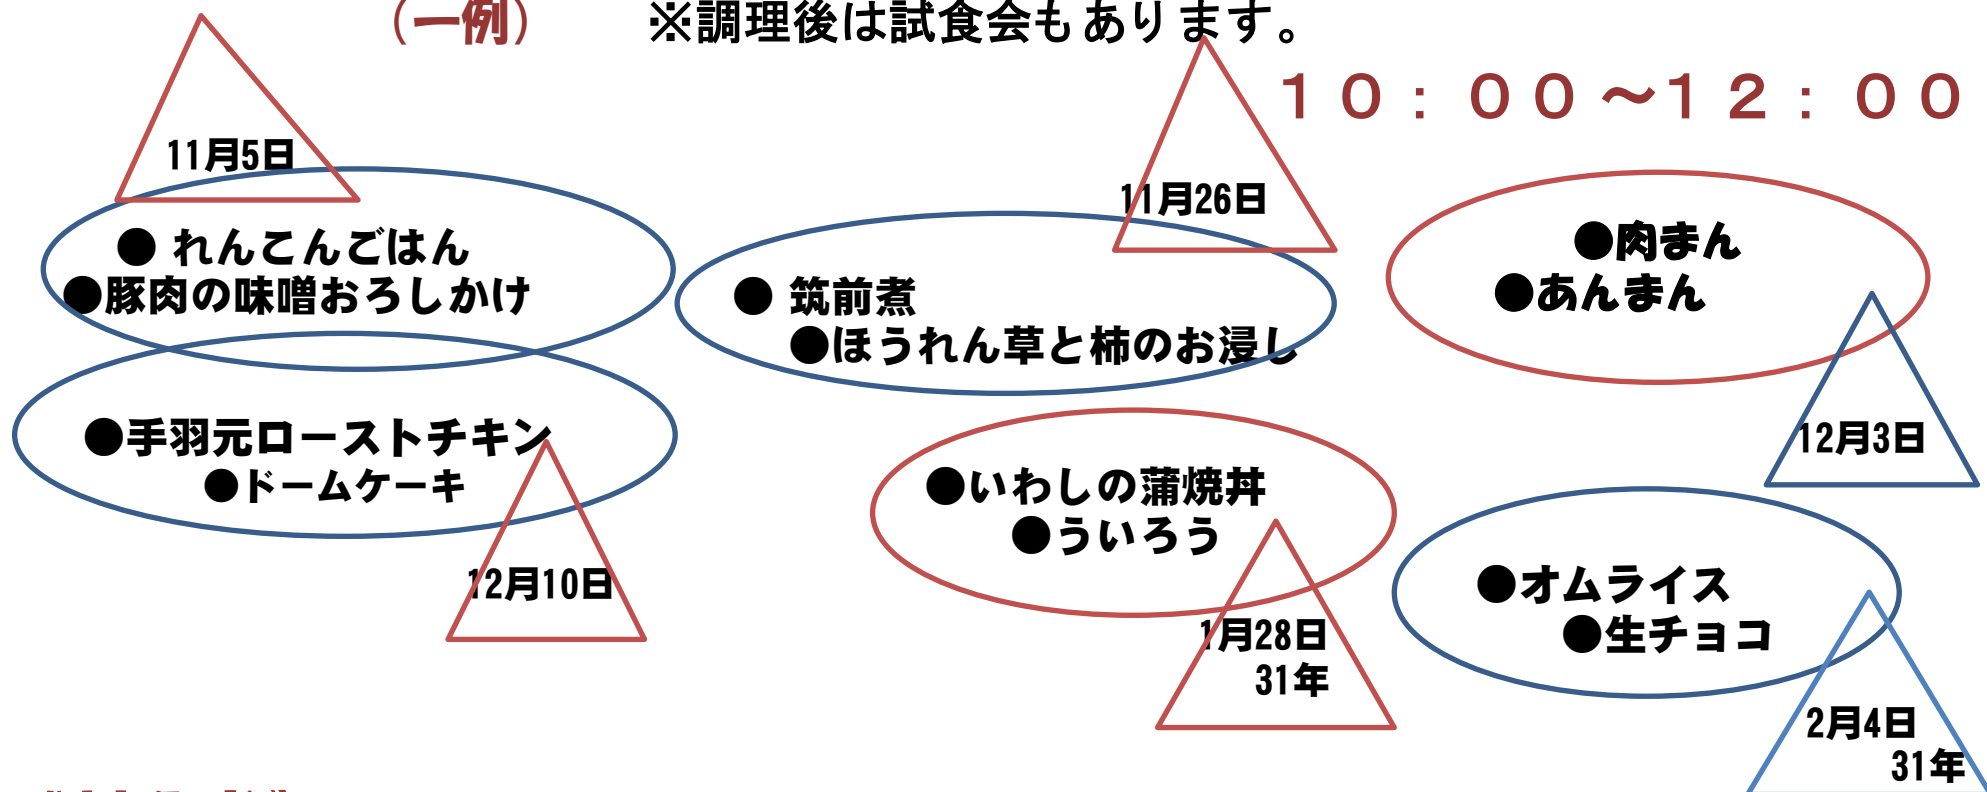 （一例）　※調理後は試食会もあります。
１０：００～１２：００
11月5日
● れんこんごはん
●豚肉の味噌おろしかけ
11月26日
● 筑前煮
●ほうれん草と柿のお浸し
●肉まん
●あんまん
12月3日
●手羽元ローストチキン
●ドームケーキ
12月10日
●いわしの蒲焼丼
●ういろう
1月28日
31年
●オムライス
●生チョコ
2月4日
31年